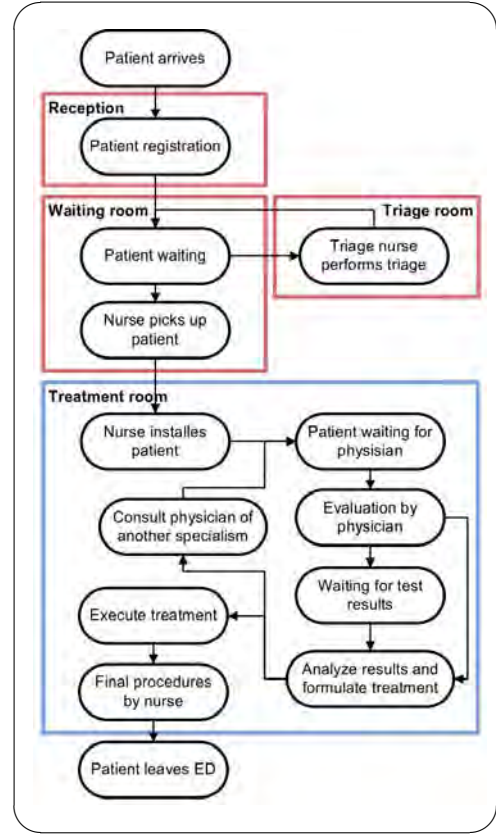 Patient arrives
Reception
Patient registration
Waiting room
Triage room
Patient waiting
Triage nurse
performs triage
Nurse picks up
patient
Treatment room
Nurse installes
patient
Patient waiting for
physisian
Consult physician of
another specialism
Evaluation by
physician
Waiting for test
results
Execute treatment
Analyze results and
formulate treatment
Final procedures
by nurse
Patient leaves ED